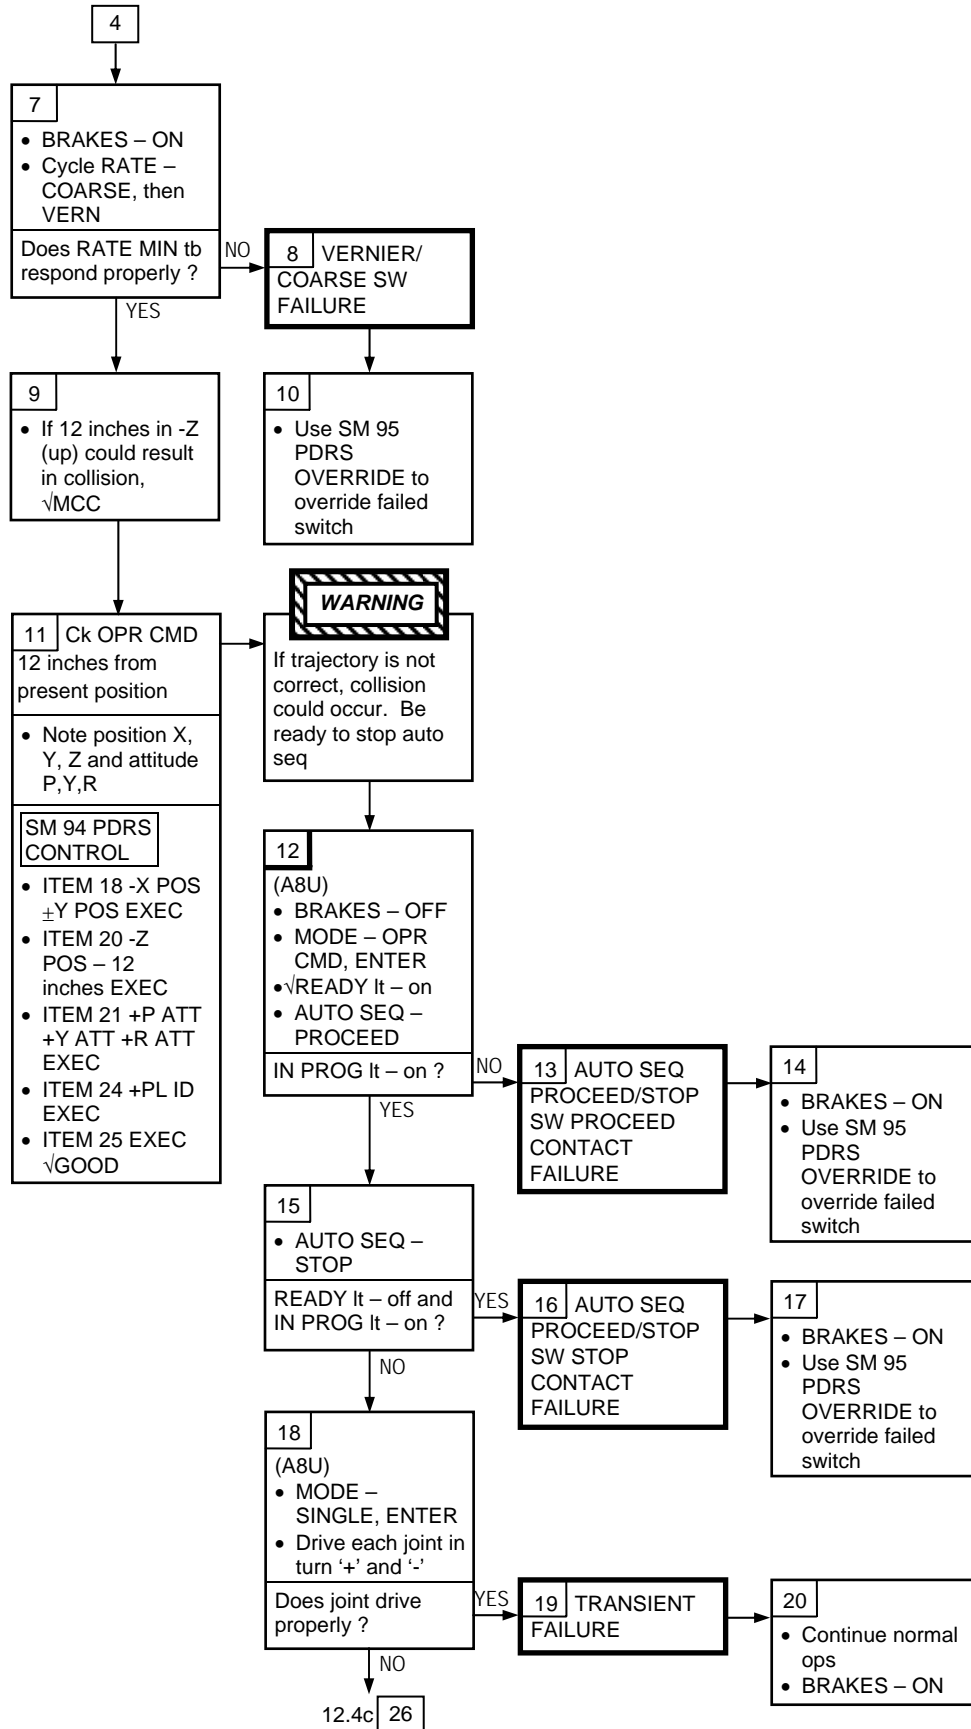 4
7
• BRAKES – ON
• Cycle RATE –
COARSE, then
VERN
Does RATE MIN tb
respond properly ?
NO
YES
8 VERNIER/
COARSE SW
FAILURE
9
• If 12 inches in -Z
(up) could result
in collision,
√MCC
10
• Use SM 95
PDRS
OVERRIDE to
override failed
switch
11 Ck OPR CMD
12 inches from
present position
• Note position X,
Y, Z and attitude
P,Y,R
SM 94 PDRS
CONTROL
• ITEM 18 -X POS
±Y POS EXEC
• ITEM 20 -Z
POS – 12
inches EXEC
• ITEM 21 +P ATT
+Y ATT +R ATT
EXEC
• ITEM 24 +PL ID
EXEC
• ITEM 25 EXEC
√GOOD
WARNING
If trajectory is not
correct, collision
could occur.  Be
ready to stop auto
seq
12
(A8U)
• BRAKES – OFF
• MODE – OPR
CMD, ENTER
•√READY lt – on
• AUTO SEQ –
PROCEED
IN PROG lt – on ?
NO
YES
13 AUTO SEQ
PROCEED/STOP
SW PROCEED
CONTACT
FAILURE
14
• BRAKES – ON
• Use SM 95
PDRS
OVERRIDE to
override failed
switch
15
• AUTO SEQ –
STOP
READY lt – off and
IN PROG lt – on ?
YES
NO
16 AUTO SEQ
PROCEED/STOP
SW STOP
CONTACT
FAILURE
17
• BRAKES – ON
• Use SM 95
PDRS
OVERRIDE to
override failed
switch
18
(A8U)
• MODE –
SINGLE, ENTER
• Drive each joint in
turn ‘+’ and ‘-’
Does joint drive
properly ?
YES
NO
19 TRANSIENT
FAILURE
20
• Continue normal
ops
• BRAKES – ON
12.4c 26